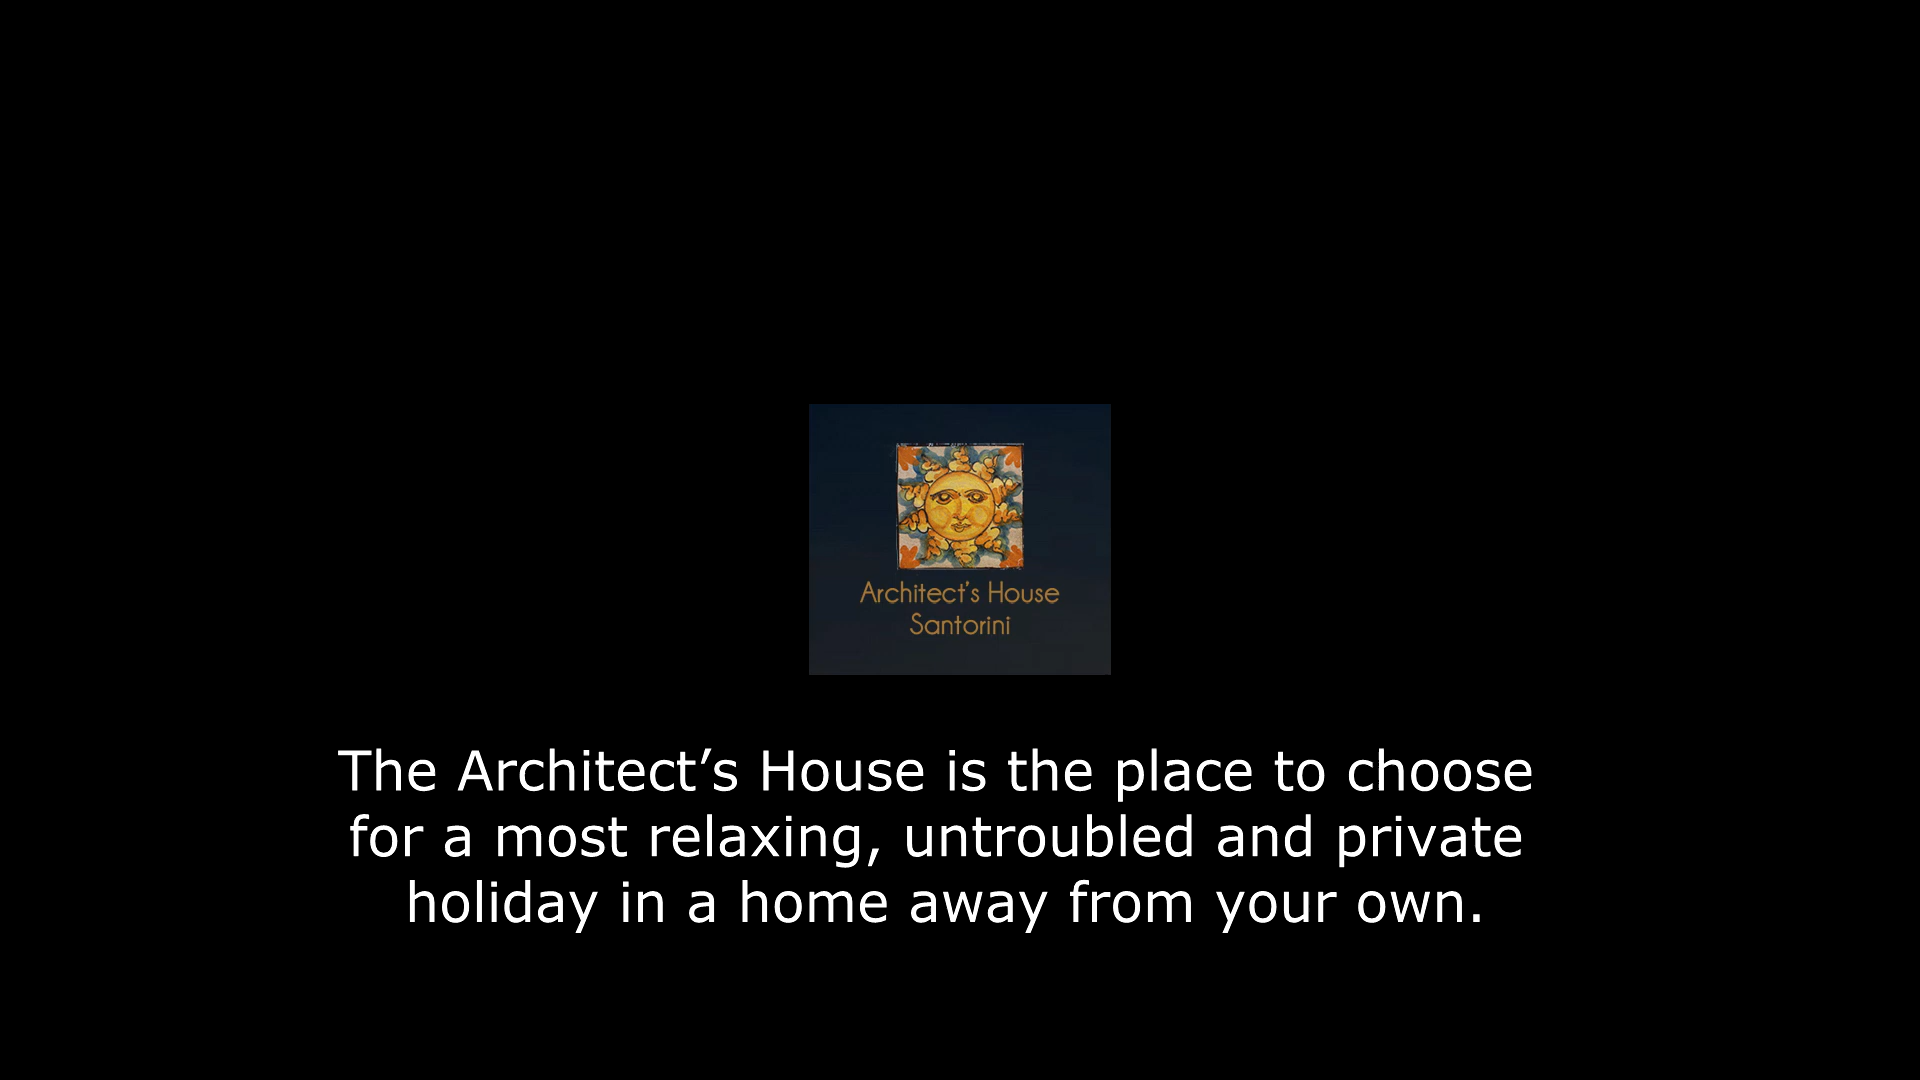 Architect's House
Santorini
The Architect’s House is the place to choose
for a most relaxing, untroubled and private
holiday in a home away from your own.